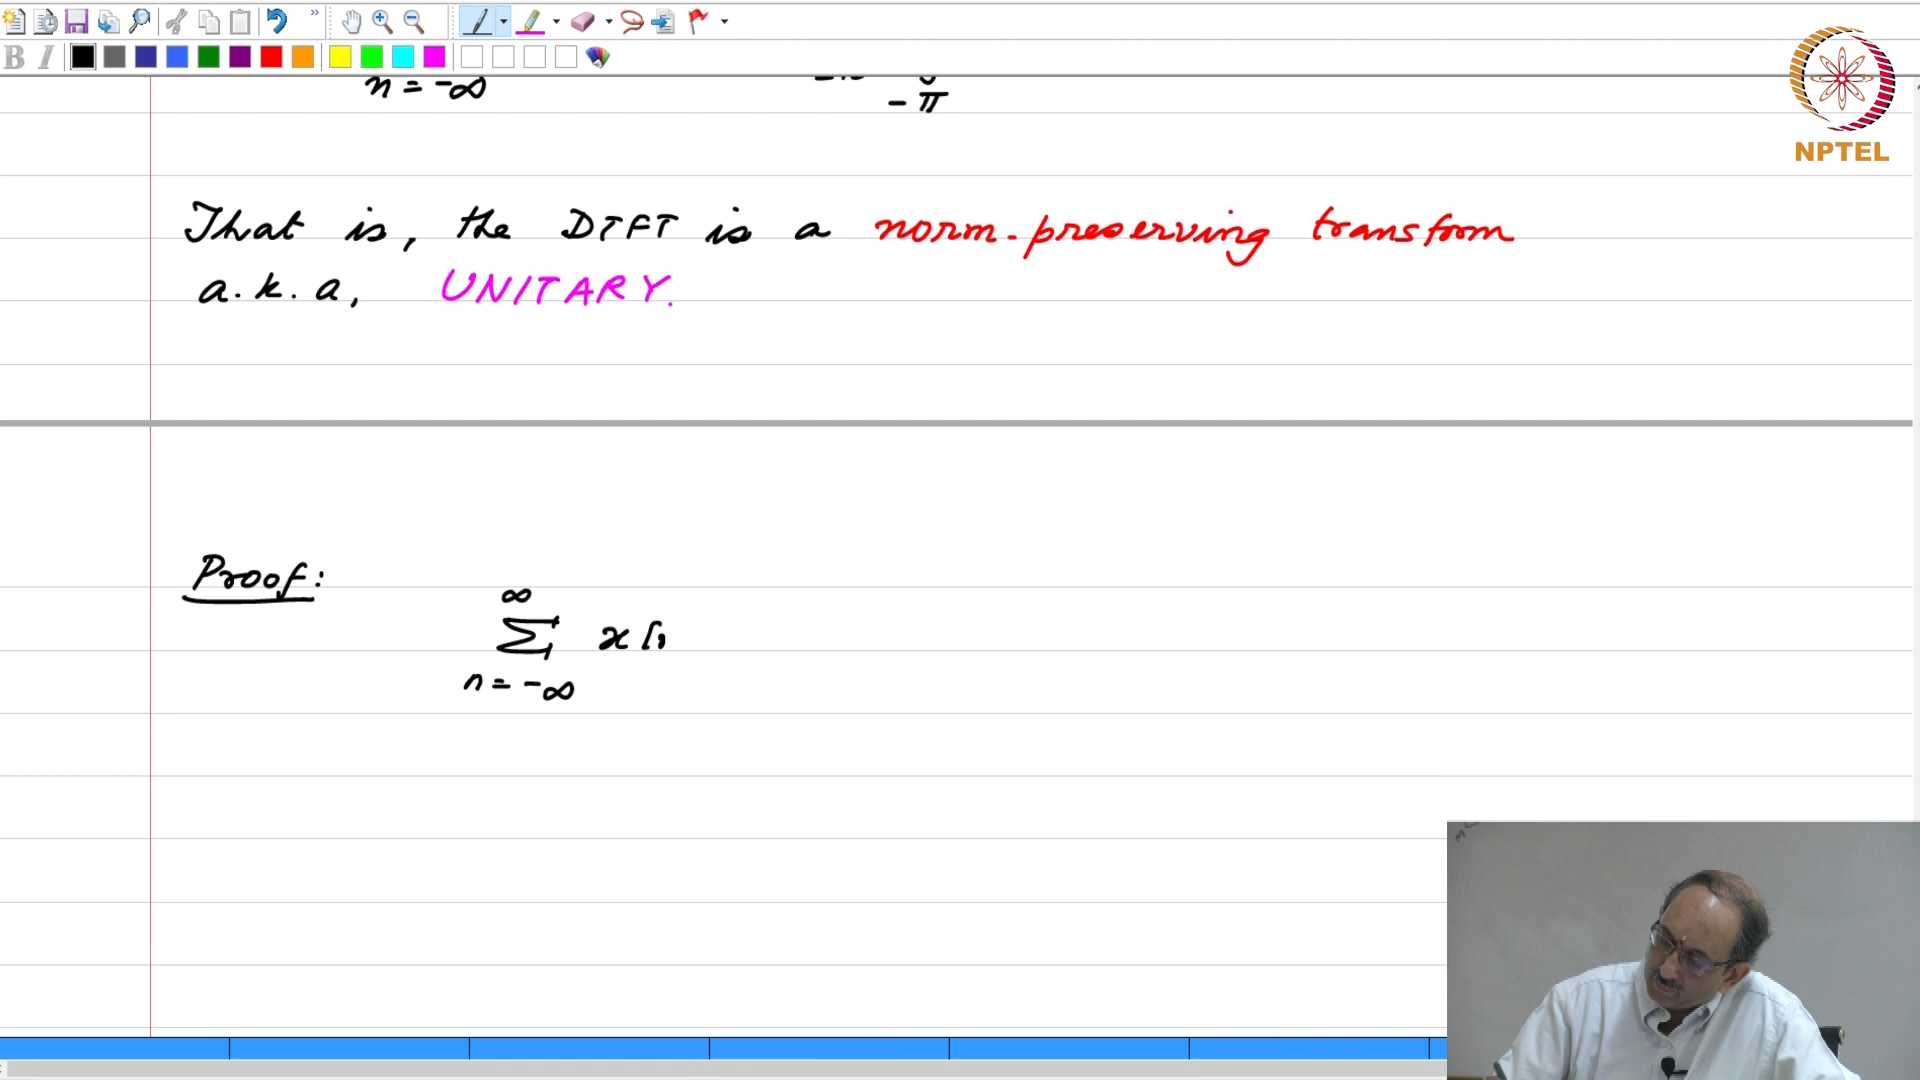 n = -∞
- π
That is, the DTFT is a norm-preserving transform
a.k.a, UNITARY.
Proof:
∞
∑ x [
n = -∞
NPTEL
B I